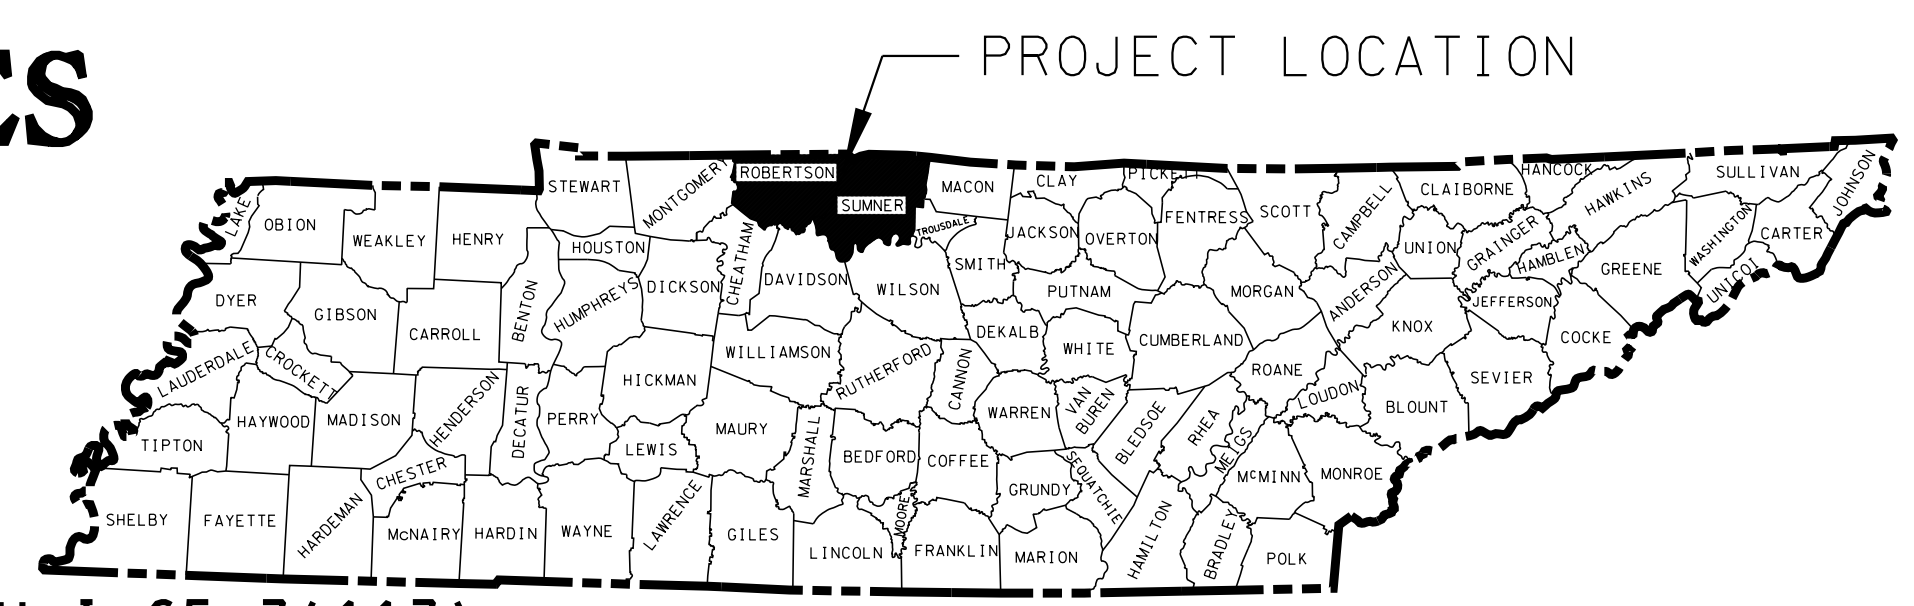 CS
PROJECT LOCATION
LAKE
OBION
WEAKLEY
HENRY
STEWART
MONTGOMERY
ROBERTSON
SUMNER
MACON
CLAY
PICKETT
FENTRESS
SCOTT
CAMPBELL
CLAIBORNE
HANCOCK
HAWKINS
SULLIVAN
JOHNSON
HOUSTON
CHEATHAM
TROUSDALE
JACKSON
OVERTON
UNION
GRAINGER
HAMBLEN
GREENE
WASHINGTON
CARTER
UNICOI
DYER
GIBSON
CARROLL
BENTON
HUMPHREYS
DICKSON
DAVIDSON
WILSON
SMITH
PUTNAM
MORGAN
ANDERSON
JEFFERSON
COCKE
LAUDERDALE
CROCKETT
WILLIAMSON
RUTHERFORD
CANNON
DEKALB
WHITE
CUMBERLAND
ROANE
KNOX
LOUDON
SEVIER
BLOUNT
TIPTON
HAYWOOD
MADISON
HENDERSON
DECATUR
PERRY
HICKMAN
LEWIS
MAURY
MARSHALL
BEDFORD
COFFEE
WARREN
VAN
BUREN
BLEDSOE
RHEA
MEIGS
McMINN
MONROE
SHELBY
FAYETTE
HARDEMAN
CHESTER
McNAIRY
HARDIN
WAYNE
LAWRENCE
GILES
LINCOLN
MOORE
FRANKLIN
GRUNDY
SEQUATCHIE
MARION
HAMILTON
BRADLEY
POLK